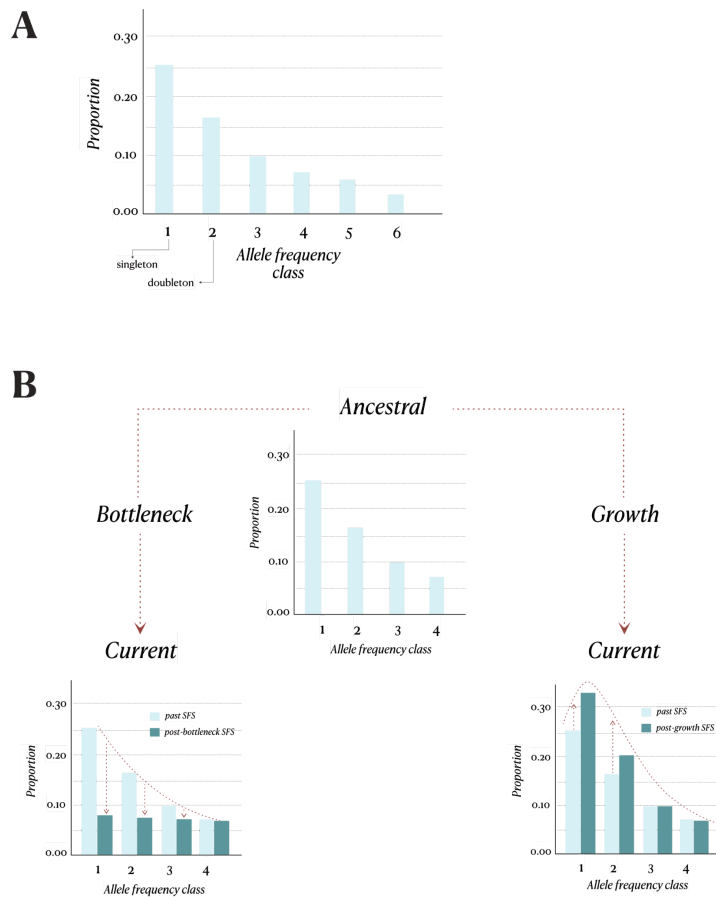 A
0.30
0.20
0.10
0.00
Proportion
1 2 3 4 5 6
singleton
doubleton
Allele frequency
class
B
Ancestral
Bottleneck
Growth
0.30
0.20
0.10
0.00
Proportion
1 2 3 4
Allele frequency class
Current
0.30
0.20
0.10
0.00
Proportion
past SFS
post-bottleneck SFS
1 2 3 4
Allele frequency class
Current
0.30
0.20
0.10
0.00
Proportion
past SFS
post-growth SFS
1 2 3 4
Allele frequency class